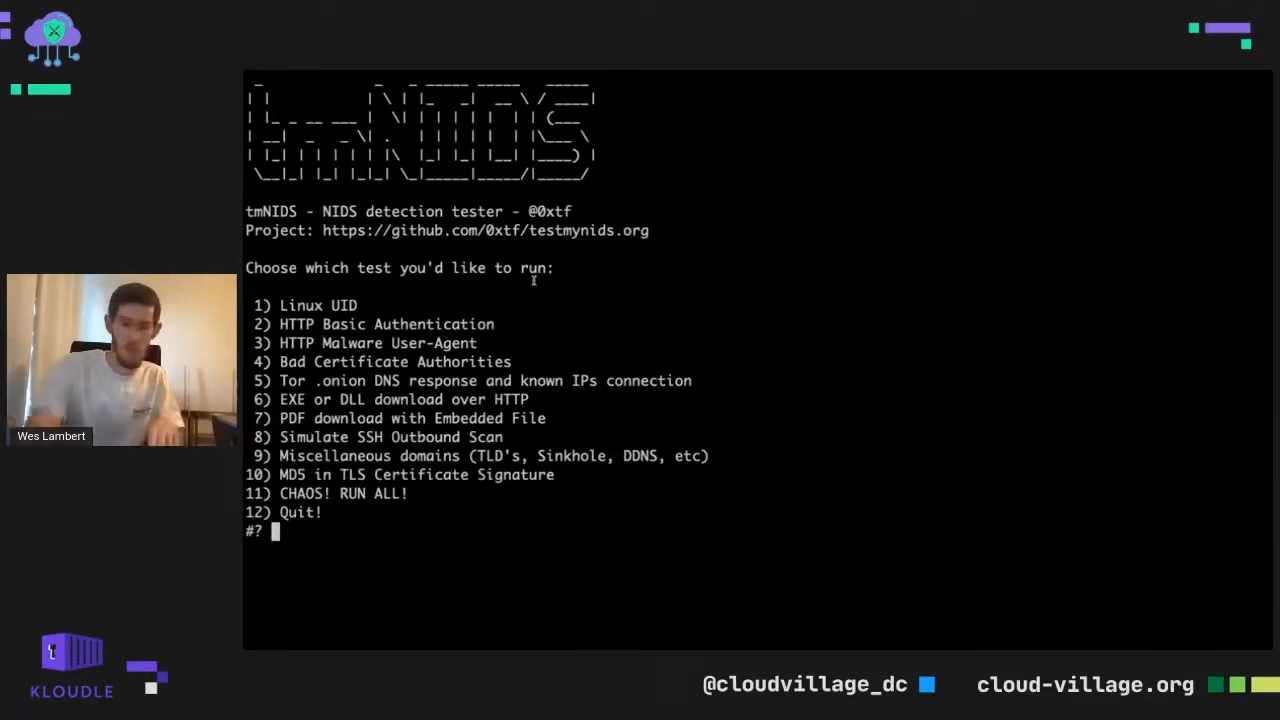 tmNIDS
tmNIDS - NIDS detection tester - @0xtf
Project: https://github.com/0xtf/testmynids.org
Choose which test you'd like to run:
1) Linux UID
2) HTTP Basic Authentication
3) HTTP Malware User-Agent
4) Bad Certificate Authorities
5) Tor .onion DNS response and known IPs connection
6) EXE or DLL download over HTTP
7) PDF download with Embedded File
8) Simulate SSH Outbound Scan
9) Miscellaneous domains (TLD's, Sinkhole, DDNS, etc)
10) MD5 in TLS Certificate Signature
11) CHAOS! RUN ALL!
12) Quit!
#?
Wes Lambert
KLOUDLE
@cloudvillage_dc
cloud-village.org